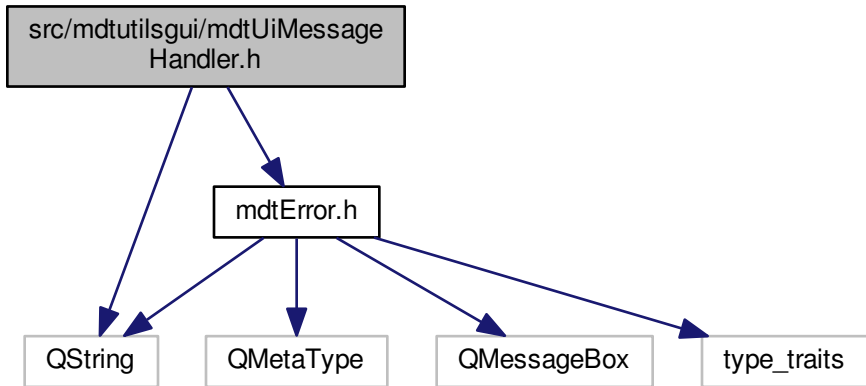 src/mdtutilsgui/mdtUiMessage
Handler.h
mdtError.h
QString
QMetaType
QMessageBox
type_traits